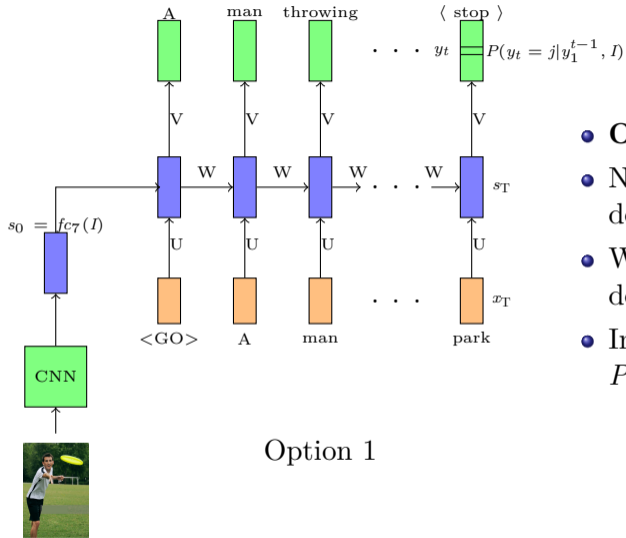 A man throwing ⟨ stop ⟩
· · · y_t P(y_t = j|y_1^{t−1}, I)
V V V V
W W W · · · W s_T
s_0 = fc_7(I)
U U U U
· · · x_T
<GO> A man park
CNN
Option 1